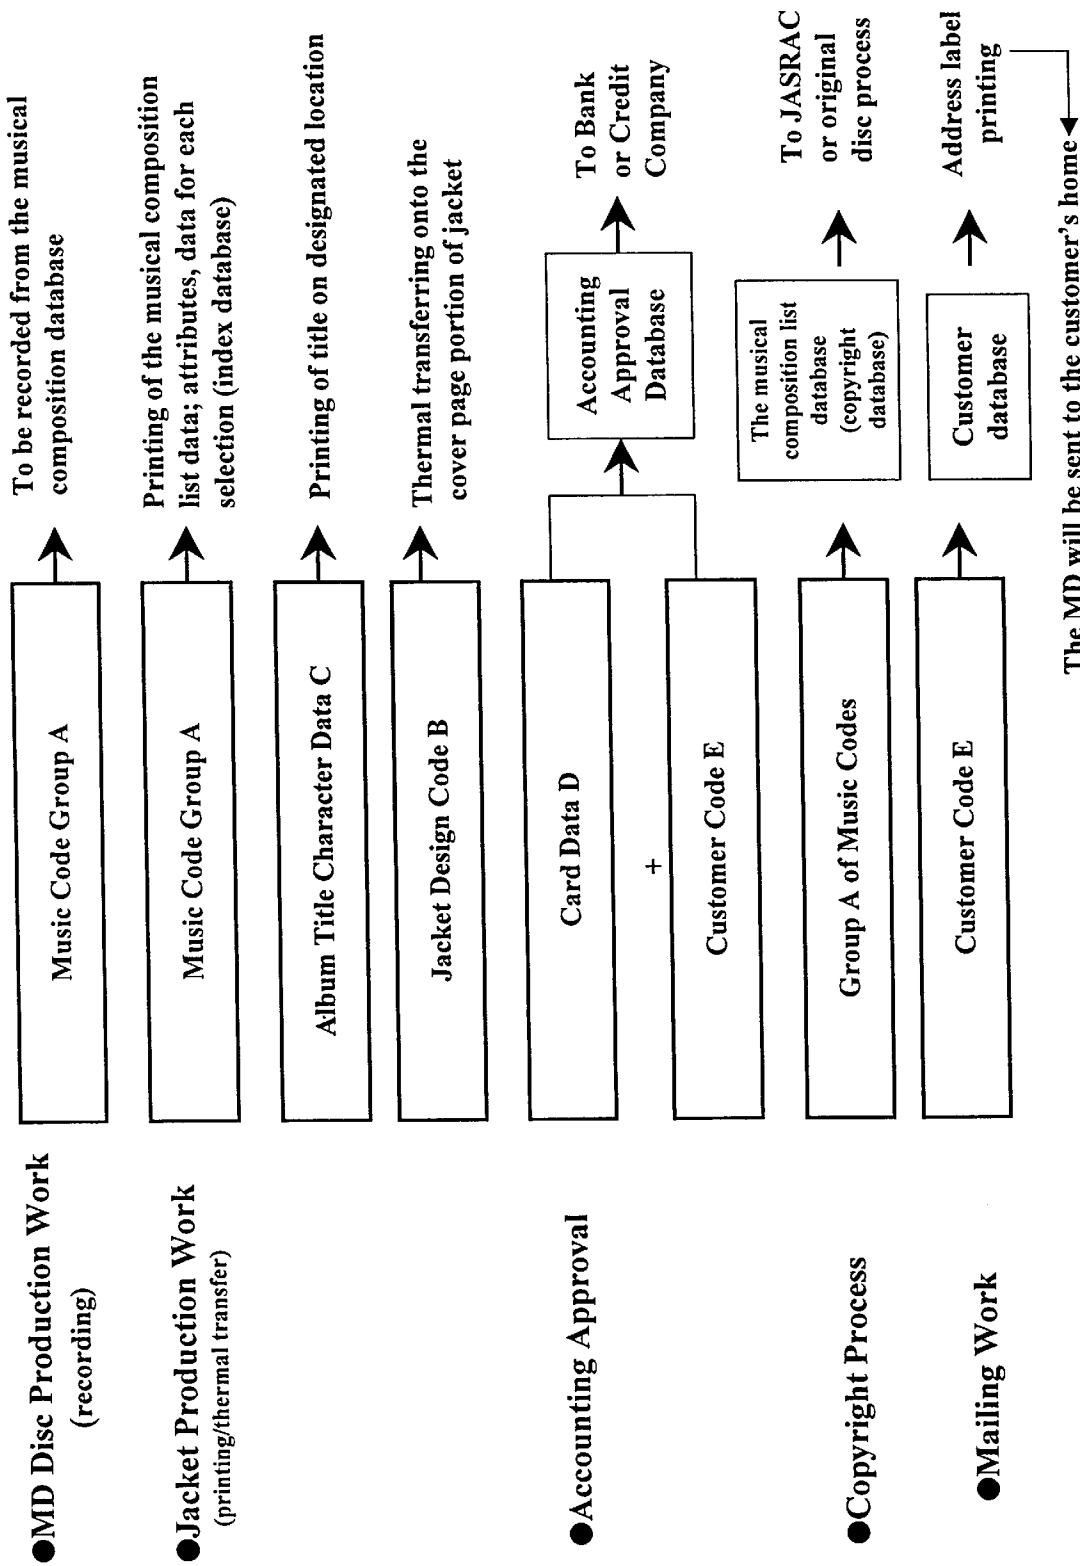 ●MD Disc Production Work
(recording)
Music Code Group A
To be recorded from the musical
composition database
●Jacket Production Work
(printing/thermal transfer)
Music Code Group A
Printing of the musical composition
list data; attributes, data for each
selection (index database)
Album Title Character Data C
Printing of title on designated location
Jacket Design Code B
Thermal transferring onto the
cover page portion of jacket
●Accounting Approval
Card Data D
+
Customer Code E
Accounting
Approval
Database
To Bank
or Credit
Company
●Copyright Process
Group A of Music Codes
The musical
composition list
database
(copyright
database)
To JASRAC
or original
disc process
●Mailing Work
Customer Code E
Customer
database
Address label
printing
The MD will be sent to the customer's home